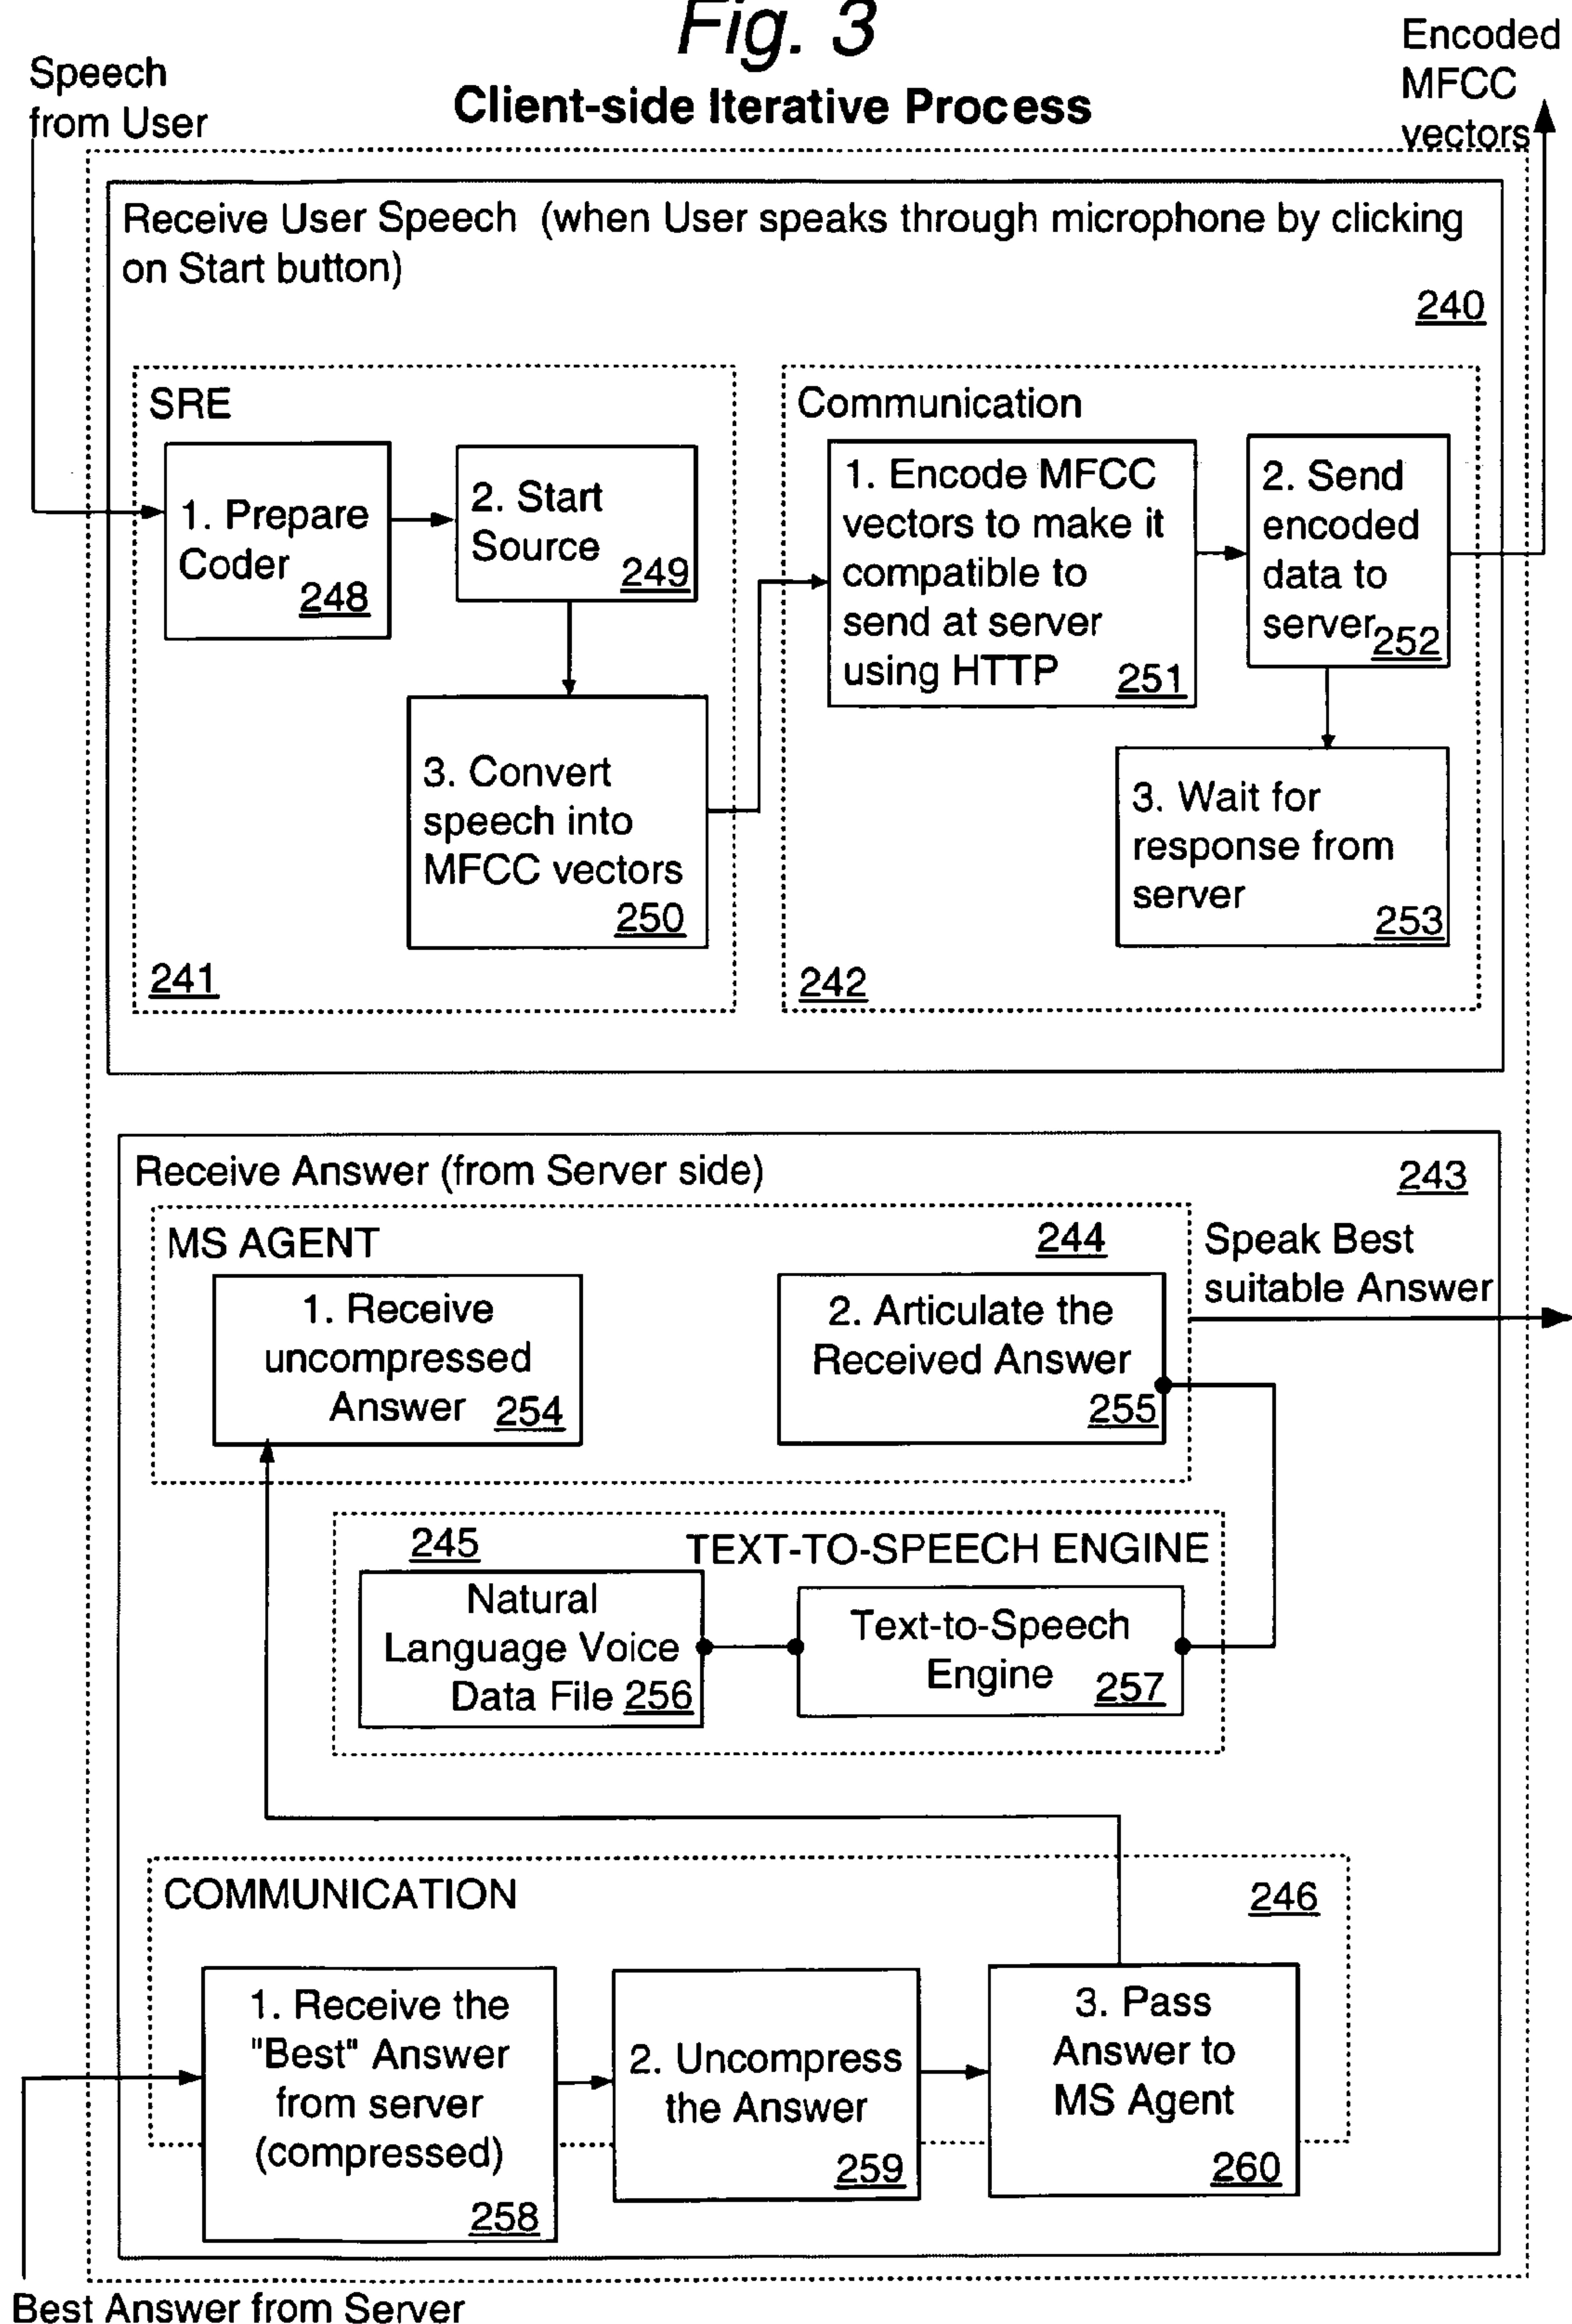 Fig. 3
Client-side Iterative Process
Speech
from User
Encoded
MFCC
vectors
Receive User Speech (when User speaks through microphone by clicking
on Start button)
240
SRE
1. Prepare
Coder
248
2. Start
Source
249
3. Convert
speech into
MFCC vectors
250
241
Communication
1. Encode MFCC
vectors to make it
compatible to
send at server
using HTTP
251
2. Send
encoded
data to
server
252
3. Wait for
response from
server
253
242
Receive Answer (from Server side)
243
MS AGENT
244
1. Receive
uncompressed
Answer 254
2. Articulate the
Received Answer
255
Speak Best
suitable Answer
245
TEXT-TO-SPEECH ENGINE
Natural
Language Voice
Data File 256
Text-to-Speech
Engine
257
COMMUNICATION
246
1. Receive the
"Best" Answer
from server
(compressed)
258
2. Uncompress
the Answer
259
3. Pass
Answer to
MS Agent
260
Best Answer from Server